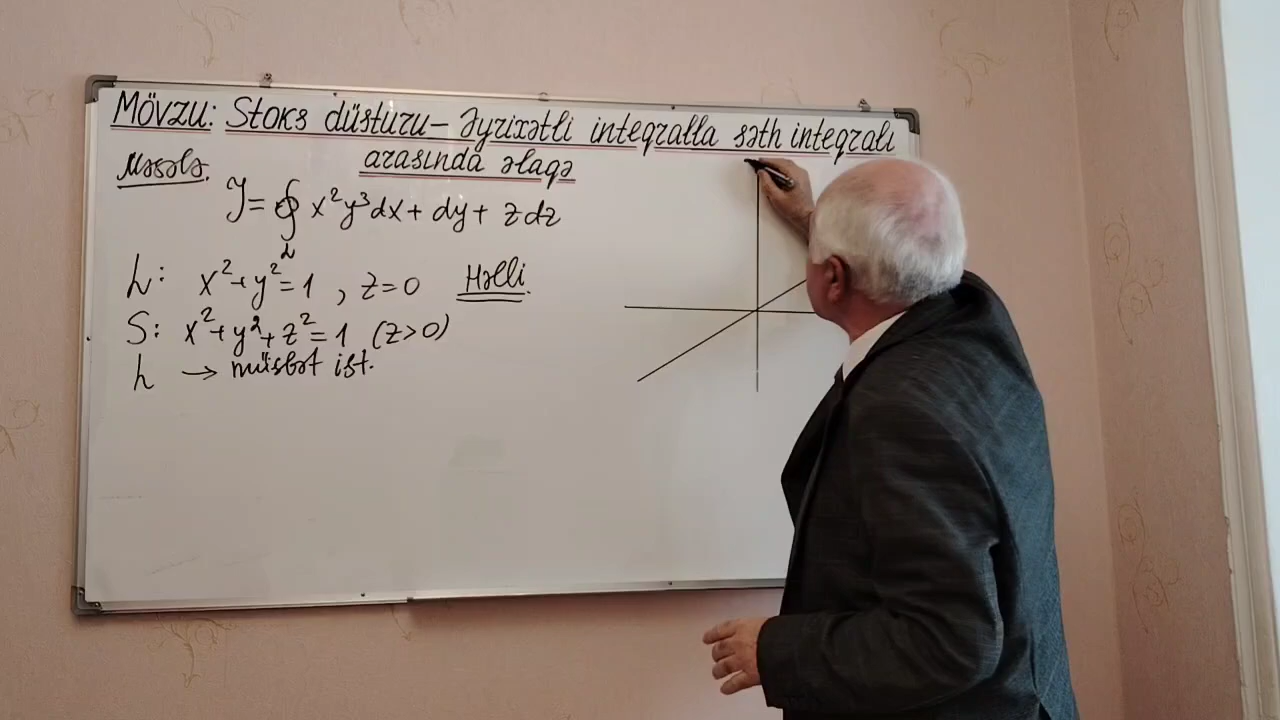 Mövzu: Stoks düsturu – Əyrixətli inteqralla səth inteqralı
arasında əlaqə
Məsələ.
J = ∮ x²y³dx + dy + z dz
L
L: x² + y² = 1 , z = 0 Həlli.
S: x² + y² + z² = 1 (z > 0)
L → müsbət ist.